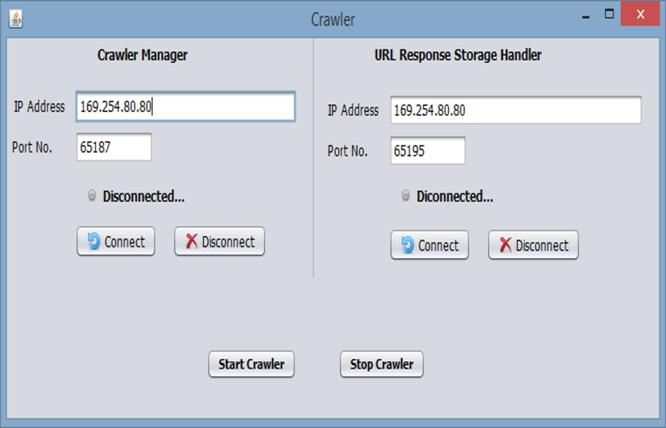 Crawler
Crawler Manager
IP Address 169.254.80.80
Port No. 65187
Disconnected...
Connect Disconnect
URL Response Storage Handler
IP Address 169.254.80.80
Port No. 65195
Diconnected...
Connect Disconnect
Start Crawler Stop Crawler